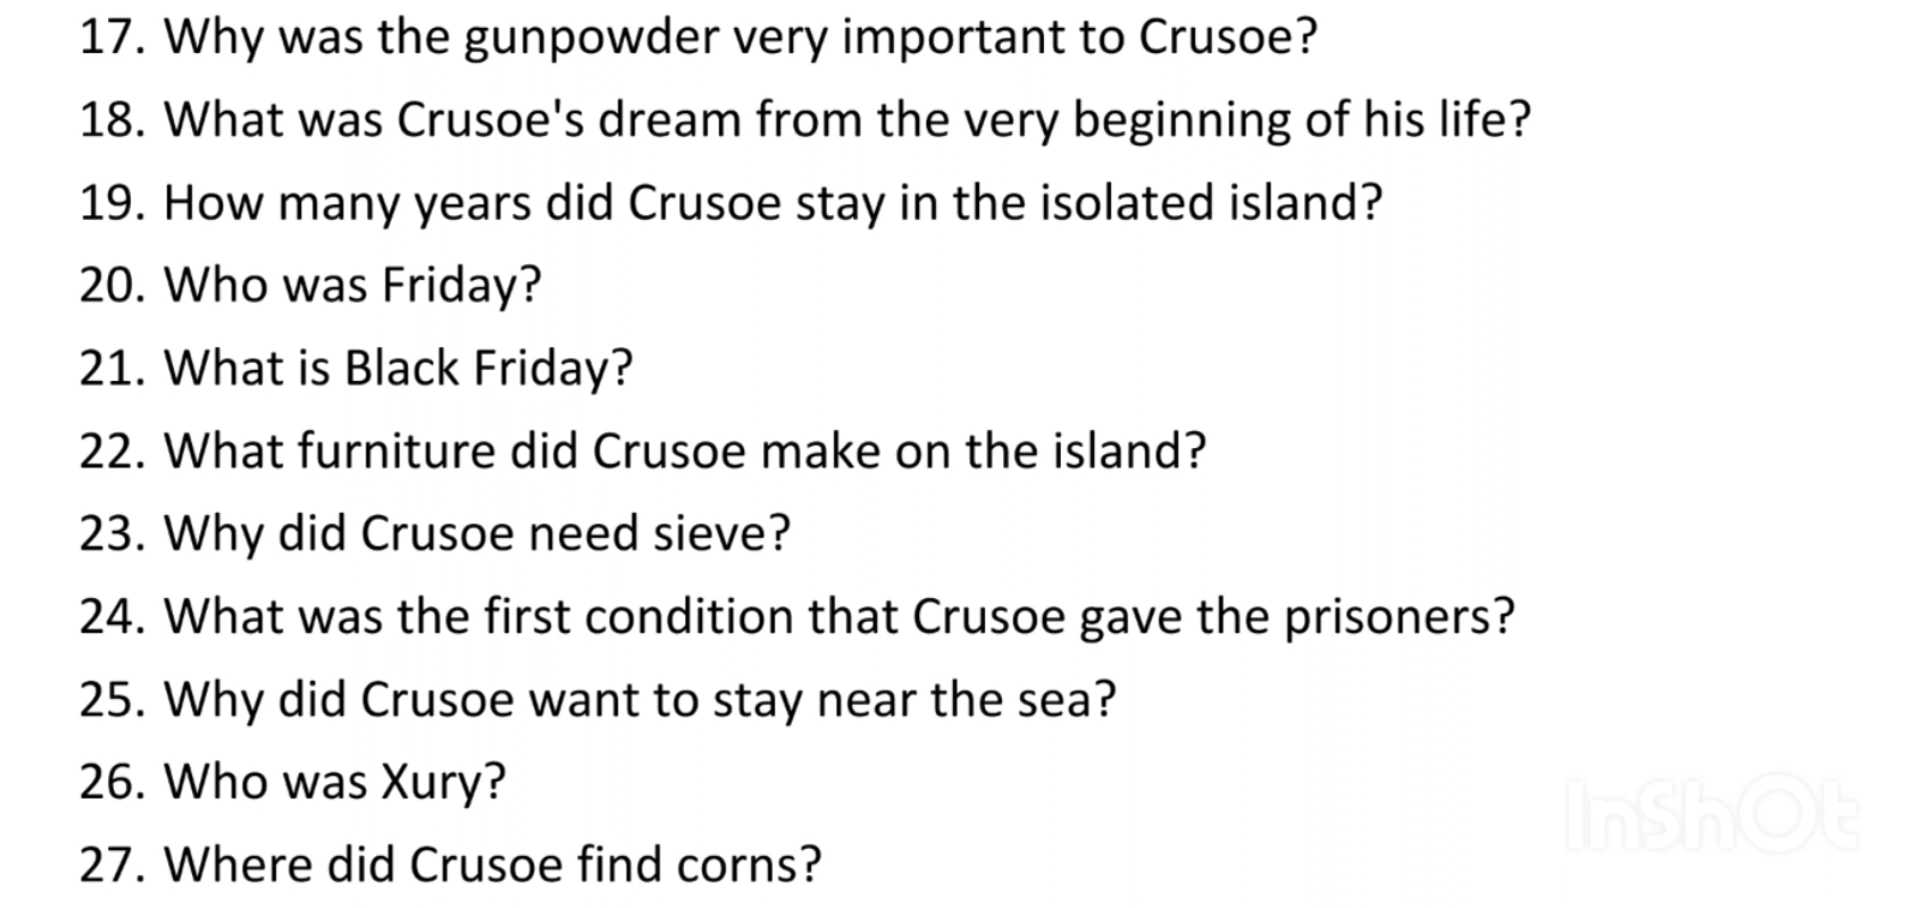 17. Why was the gunpowder very important to Crusoe?
18. What was Crusoe's dream from the very beginning of his life?
19. How many years did Crusoe stay in the isolated island?
20. Who was Friday?
21. What is Black Friday?
22. What furniture did Crusoe make on the island?
23. Why did Crusoe need sieve?
24. What was the first condition that Crusoe gave the prisoners?
25. Why did Crusoe want to stay near the sea?
26. Who was Xury?
InShOt
27. Where did Crusoe find corns?